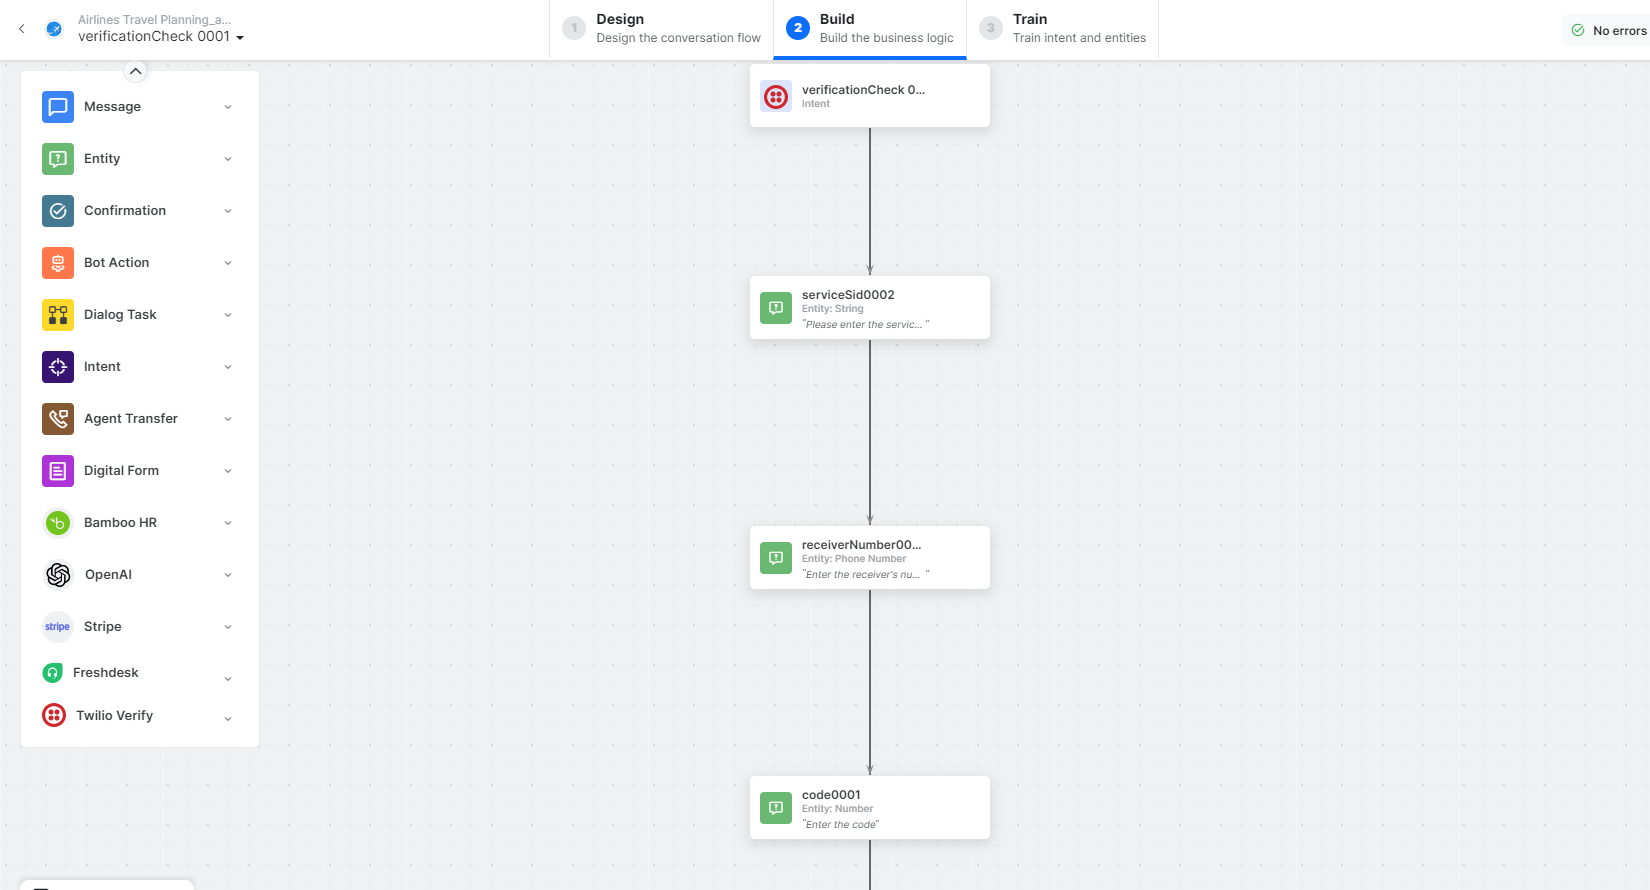 Airlines Travel Planning_a...
verificationCheck 0001
1
Design
Design the conversation flow
2
Build
Build the business logic
3
Train
Train intent and entities
No errors
Message
Entity
Confirmation
Bot Action
Dialog Task
Intent
Agent Transfer
Digital Form
Bamboo HR
OpenAI
stripe
Stripe
Freshdesk
Twilio Verify
verificationCheck 0...
Intent
serviceSid0002
Entity: String
"Please enter the servic... "
receiverNumber00...
Entity: Phone Number
"Enter the receiver's nu... "
code0001
Entity: Number
"Enter the code"